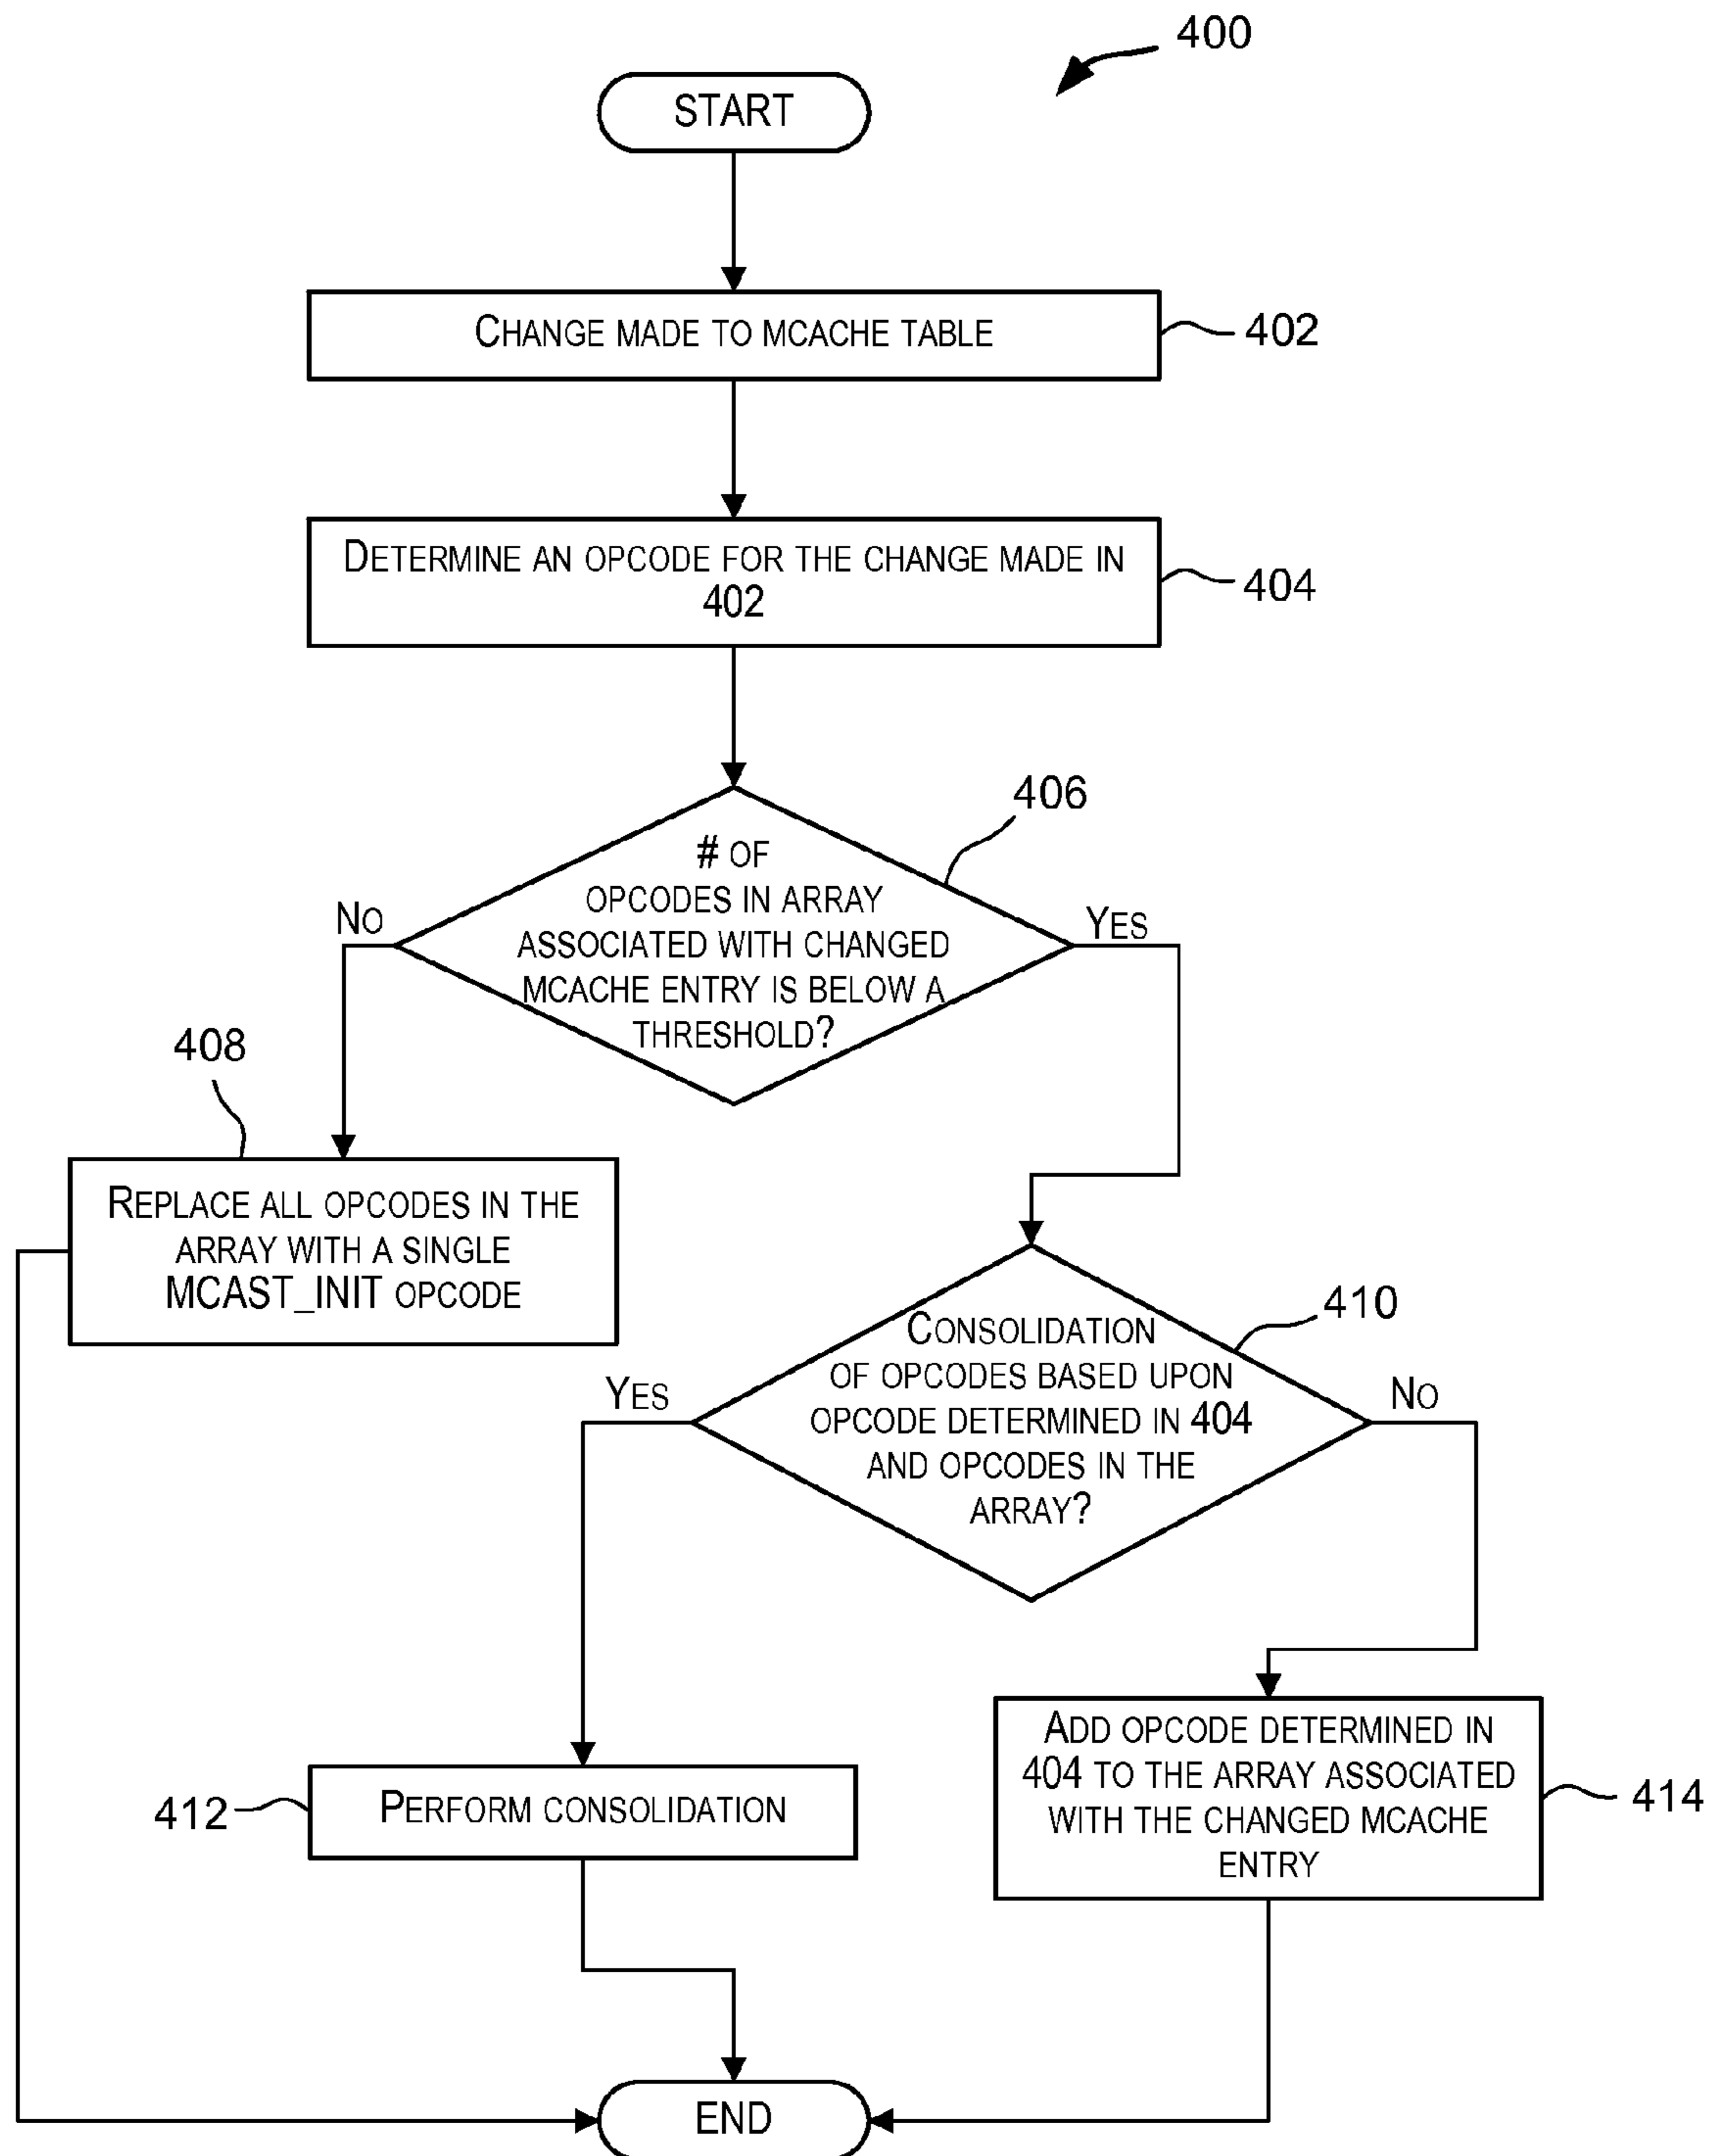 400
START
CHANGE MADE TO MCACHE TABLE
402
DETERMINE AN OPCODE FOR THE CHANGE MADE IN
402
404
# OF
OPCODES IN ARRAY
ASSOCIATED WITH CHANGED
MCACHE ENTRY IS BELOW A
THRESHOLD?
406
NO
YES
408
REPLACE ALL OPCODES IN THE
ARRAY WITH A SINGLE
MCAST_INIT OPCODE
CONSOLIDATION
OF OPCODES BASED UPON
OPCODE DETERMINED IN 404
AND OPCODES IN THE
ARRAY?
410
YES
NO
412
PERFORM CONSOLIDATION
ADD OPCODE DETERMINED IN
404 TO THE ARRAY ASSOCIATED
WITH THE CHANGED MCACHE
ENTRY
414
END